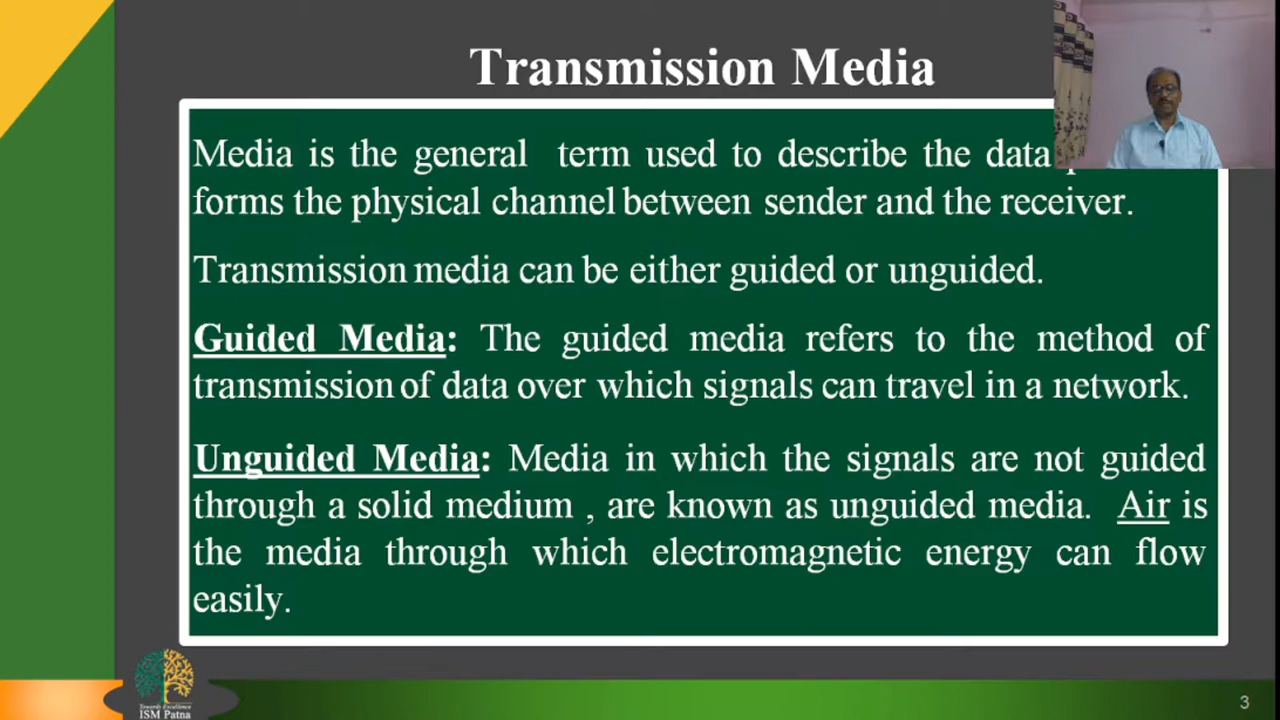 Transmission Media
Media is the general term used to describe the data
forms the physical channel between sender and the receiver.
Transmission media can be either guided or unguided.
Guided Media: The guided media refers to the method of
transmission of data over which signals can travel in a network.
Unguided Media: Media in which the signals are not guided
through a solid medium , are known as unguided media. Air is
the media through which electromagnetic energy can flow
easily.
Towards Excellence
ISM Patna
3